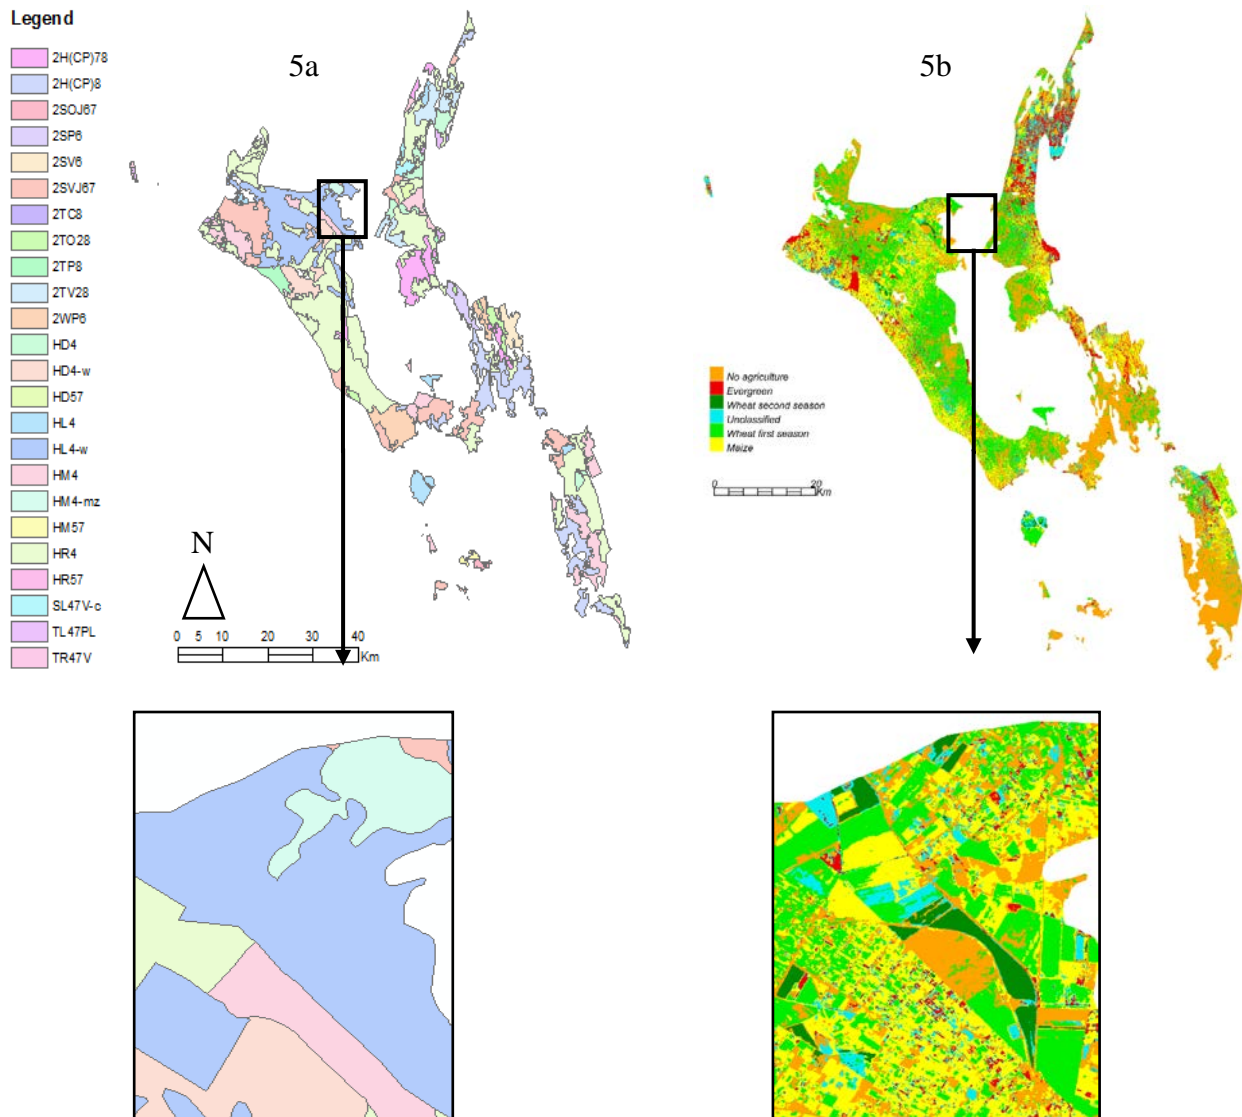 Legend
2H(CP)78
2H(CP)8
2SOJ67
2SP6
2SV6
2SVJ67
2TC8
2TO28
2TP8
2TV28
2WP6
HD4
HD4-w
HD57
HL4
HL4-w
HM4
HM4-mz
HM57
HR4
HR57
SL47V-c
TL47PL
TR47V
5a
N
0 5 10 20 30 40
Km
5b
No agriculture
Evergreen
Wheat second season
Unclassified
Wheat first season
Maize
0 20
Km